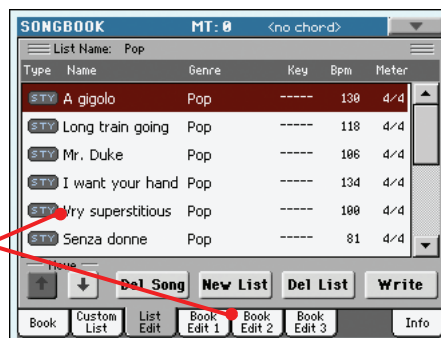 SONGBOOK MT: 0 <no chord>
List Name: Pop
Type Name Genre Key Bpm Meter
STY A gigolo Pop ----- 130 4/4
STY Long train going Pop ----- 118 4/4
STY Mr. Duke Pop ----- 106 4/4
STY I want your hand Pop ----- 134 4/4
STY Vry superstitious Pop ----- 100 4/4
STY Senza donne Pop ----- 81 4/4
Move
Del Song New List Del List Write
Book Custom List List Edit Book Edit 1 Book Edit 2 Book Edit 3 Info